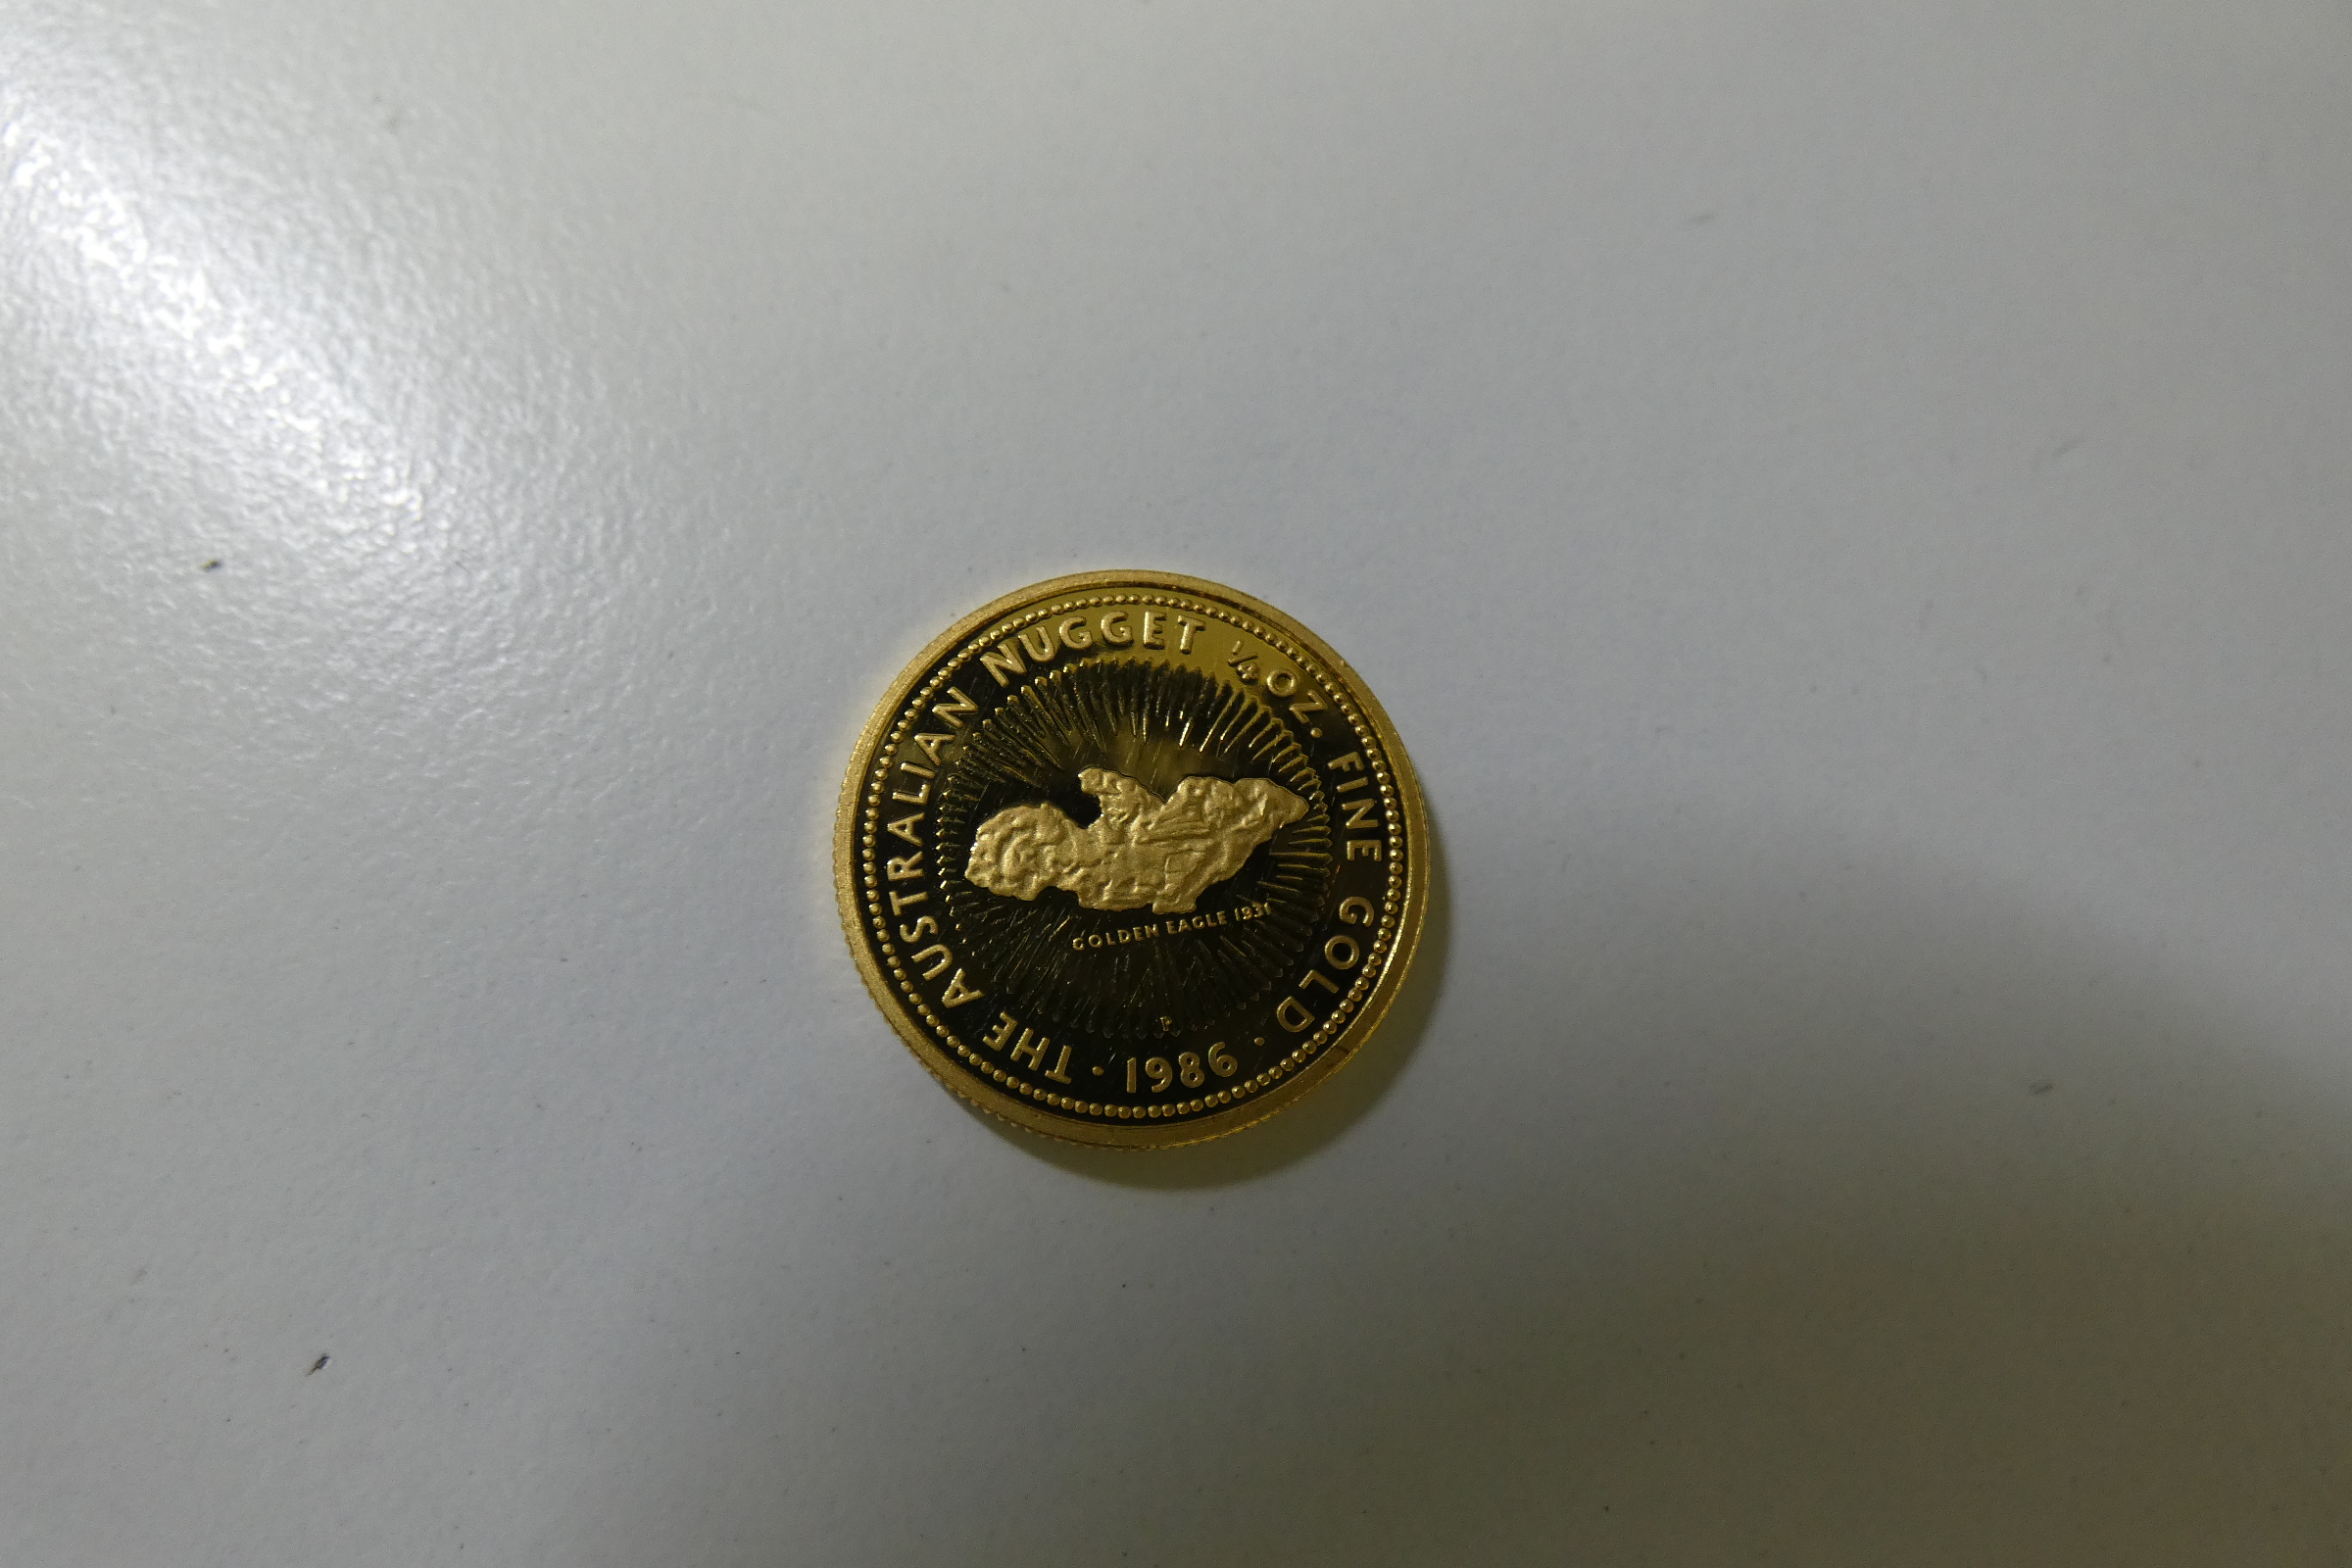 THE AUSTRALIAN NUGGET 1/4 OZ. FINE GOLD · 1986 ·
GOLDEN EAGLE 1931
P